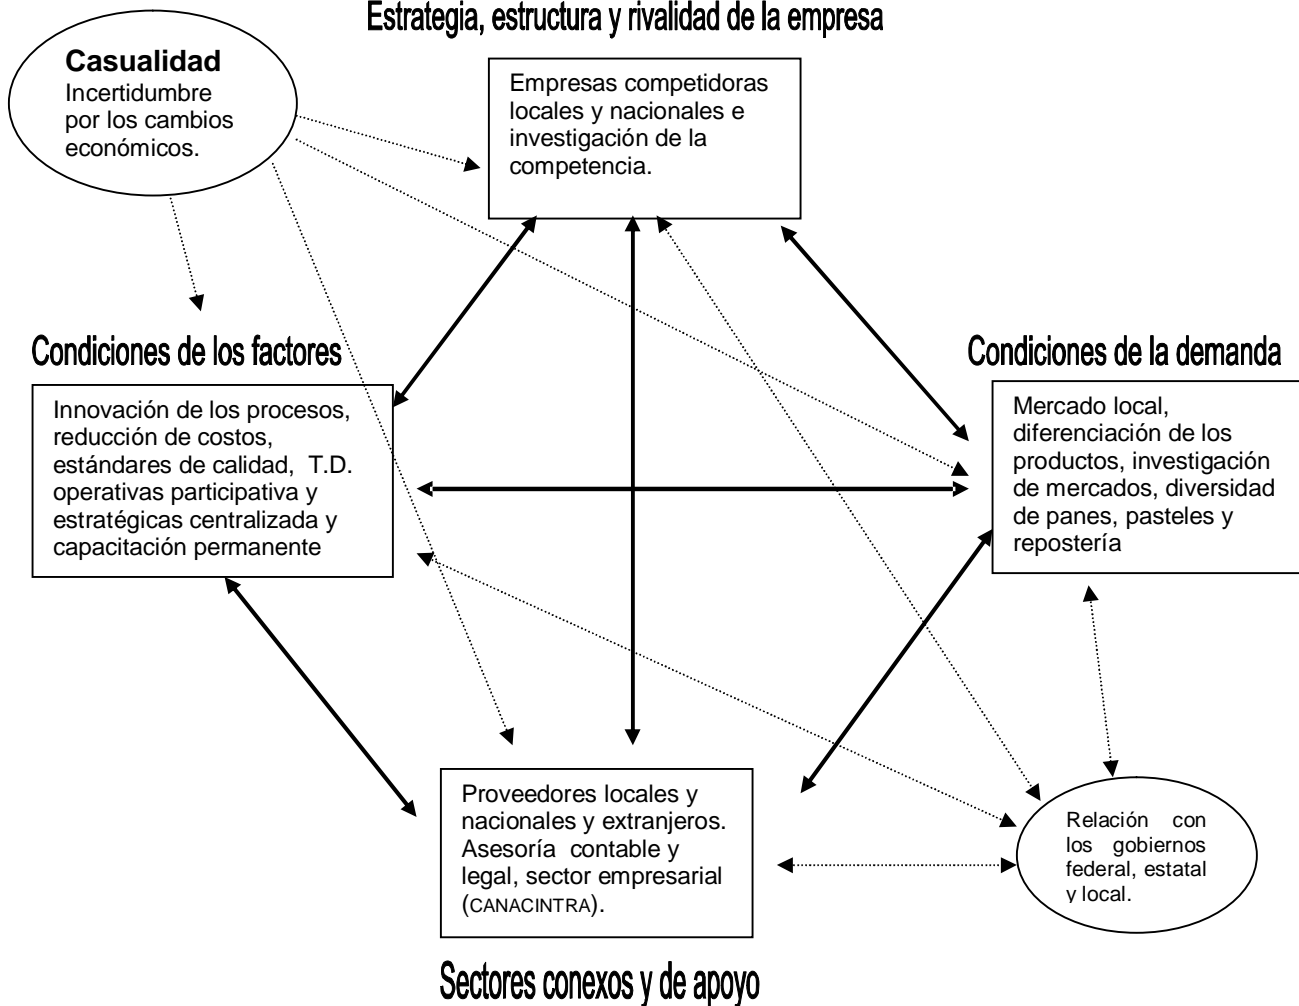 Estrategia, estructura y rivalidad de la empresa
Casualidad
Incertidumbre
por los cambios
económicos.
Empresas competidoras
locales y nacionales e
investigación de la
competencia.
Condiciones de los factores
Innovación de los procesos,
reducción de costos,
estándares de calidad, T.D.
operativas participativa y
estratégicas centralizada y
capacitación permanente
Condiciones de la demanda
Mercado local,
diferenciación de los
productos, investigación
de mercados, diversidad
de panes, pasteles y
repostería
Proveedores locales y
nacionales y extranjeros.
Asesoría contable y
legal, sector empresarial
(CANACINTRA).
Relación con
los gobiernos
federal, estatal
y local.
Sectores conexos y de apoyo